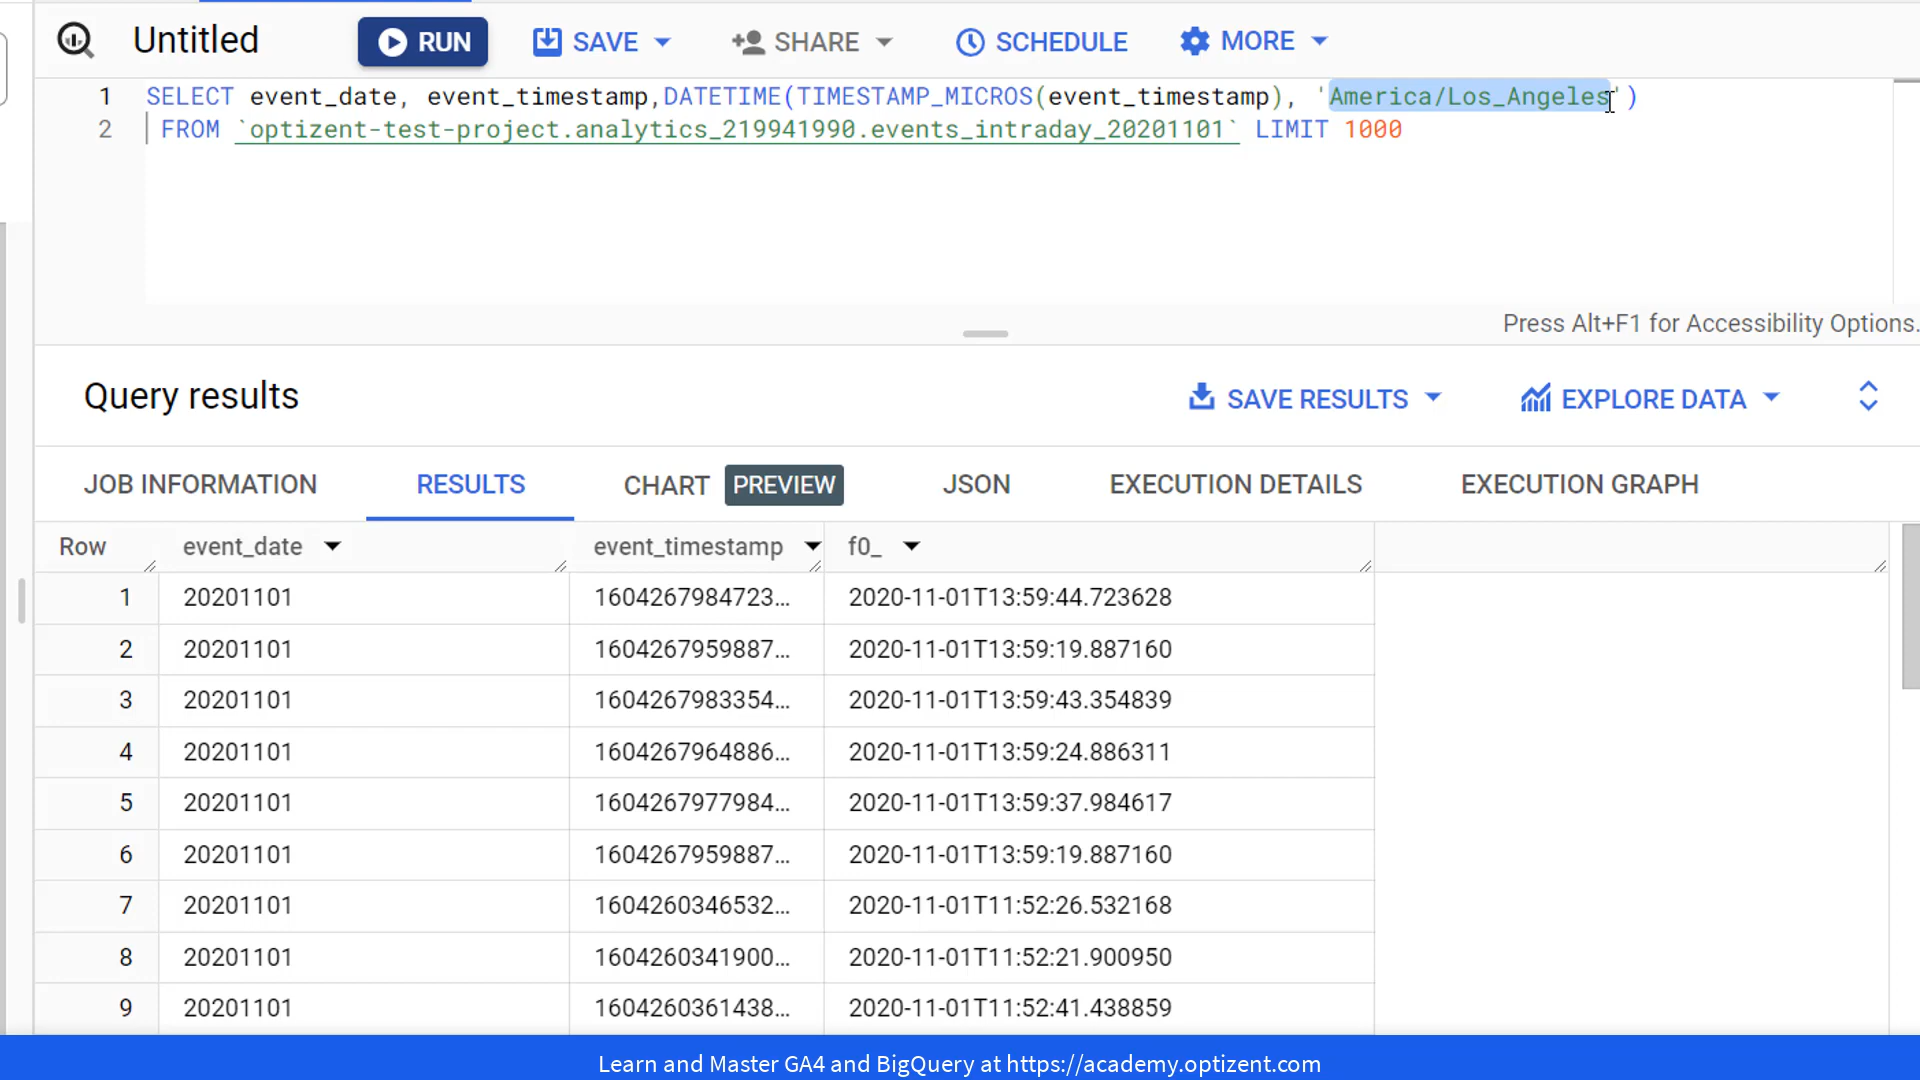 Untitled
RUN
SAVE
SHARE
SCHEDULE
MORE
1 SELECT event_date, event_timestamp,DATETIME(TIMESTAMP_MICROS(event_timestamp), 'America/Los_Angeles')
2 FROM `optizent-test-project.analytics_219941990.events_intraday_20201101` LIMIT 1000
Press Alt+F1 for Accessibility Options.
Query results
SAVE RESULTS
EXPLORE DATA
JOB INFORMATION RESULTS CHART PREVIEW JSON EXECUTION DETAILS EXECUTION GRAPH
Row event_date event_timestamp f0_
1 20201101 1604267984723... 2020-11-01T13:59:44.723628
2 20201101 1604267959887... 2020-11-01T13:59:19.887160
3 20201101 1604267983354... 2020-11-01T13:59:43.354839
4 20201101 1604267964886... 2020-11-01T13:59:24.886311
5 20201101 1604267977984... 2020-11-01T13:59:37.984617
6 20201101 1604267959887... 2020-11-01T13:59:19.887160
7 20201101 1604260346532... 2020-11-01T11:52:26.532168
8 20201101 1604260341900... 2020-11-01T11:52:21.900950
9 20201101 1604260361438... 2020-11-01T11:52:41.438859
Learn and Master GA4 and BigQuery at https://academy.optizent.com